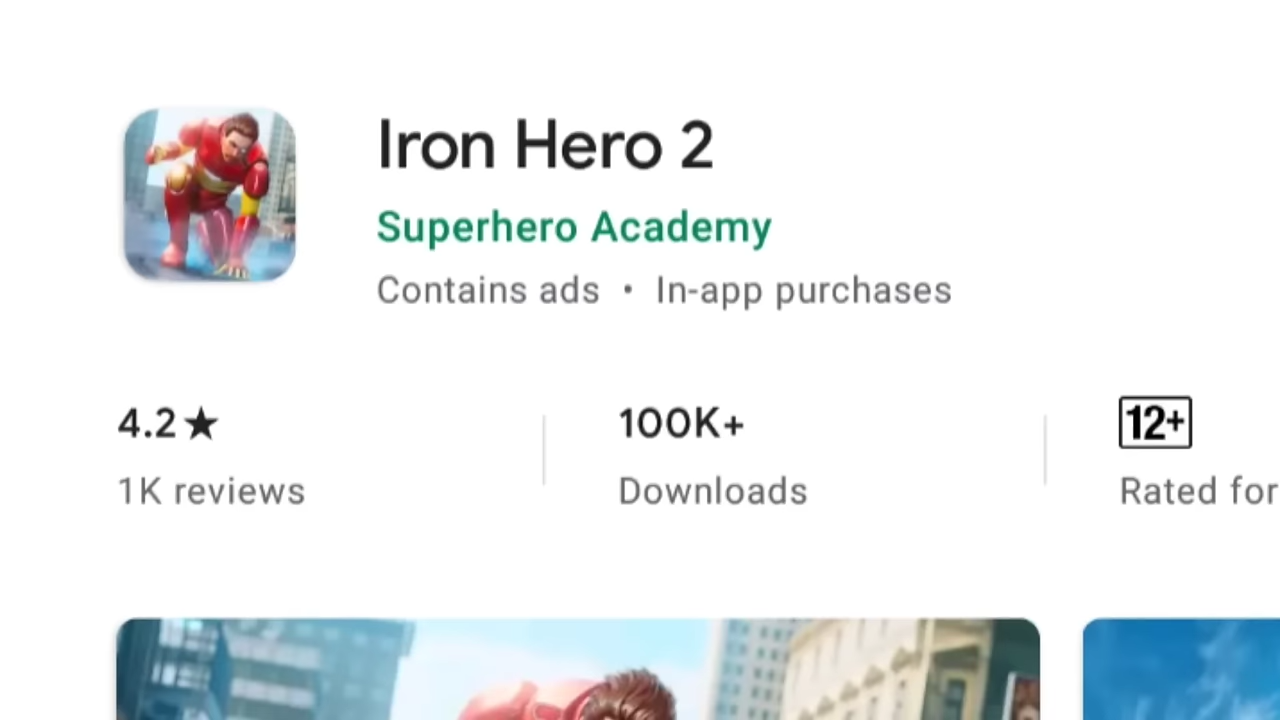 Iron Hero 2
Superhero Academy
Contains ads • In-app purchases
4.2★
100K+
12+
1K reviews
Downloads
Rated for